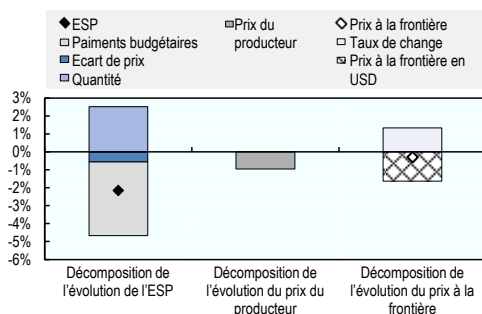 ESP
Paiments budgétaires
Ecart de prix
Quantité
Prix du
producteur
Prix à la frontière
Taux de change
Prix à la frontière en
USD
3%
2%
1%
0%
-1%
-2%
-3%
-4%
-5%
-6%
Décomposition de
l'évolution de l'ESP
Décomposition de
l'évolution du prix du
producteur
Décomposition de
l'évolution du prix à la
frontière